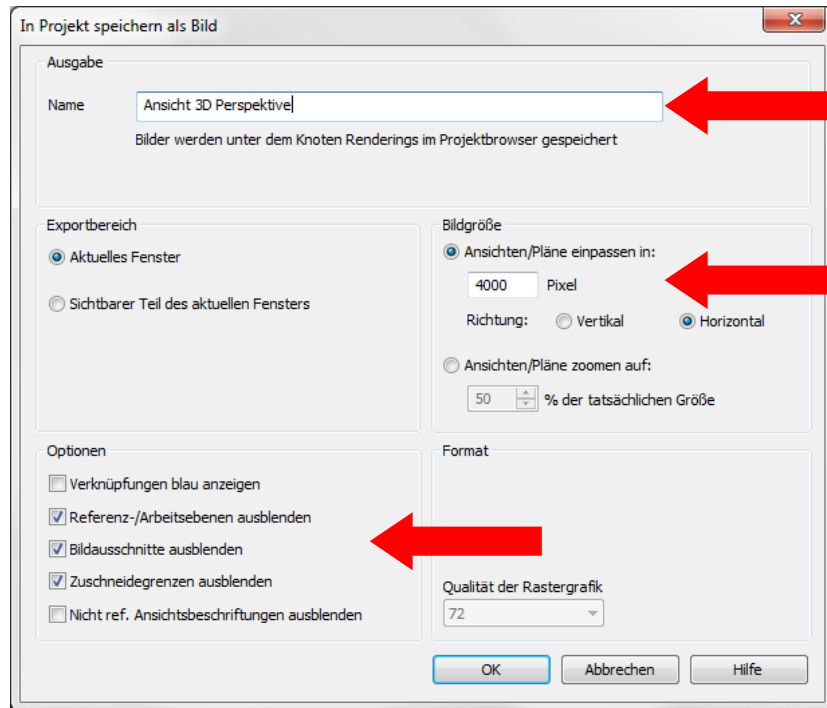 In Projekt speichern als Bild
Ausgabe
Name Ansicht 3D Perspektive
Bilder werden unter dem Knoten Renderings im Projektbrowser gespeichert
Exportbereich
Aktuelles Fenster
Sichtbarer Teil des aktuellen Fensters
Bildgröße
Ansichten/Pläne einpassen in:
4000 Pixel
Richtung: Vertikal Horizontal
Ansichten/Pläne zoomen auf:
50 % der tatsächlichen Größe
Optionen
Verknüpfungen blau anzeigen
Referenz-/Arbeitsebenen ausblenden
Bildausschnitte ausblenden
Zuschneidegrenzen ausblenden
Nicht ref. Ansichtsbeschriftungen ausblenden
Format
Qualität der Rastergrafik
72
OK Abbrechen Hilfe